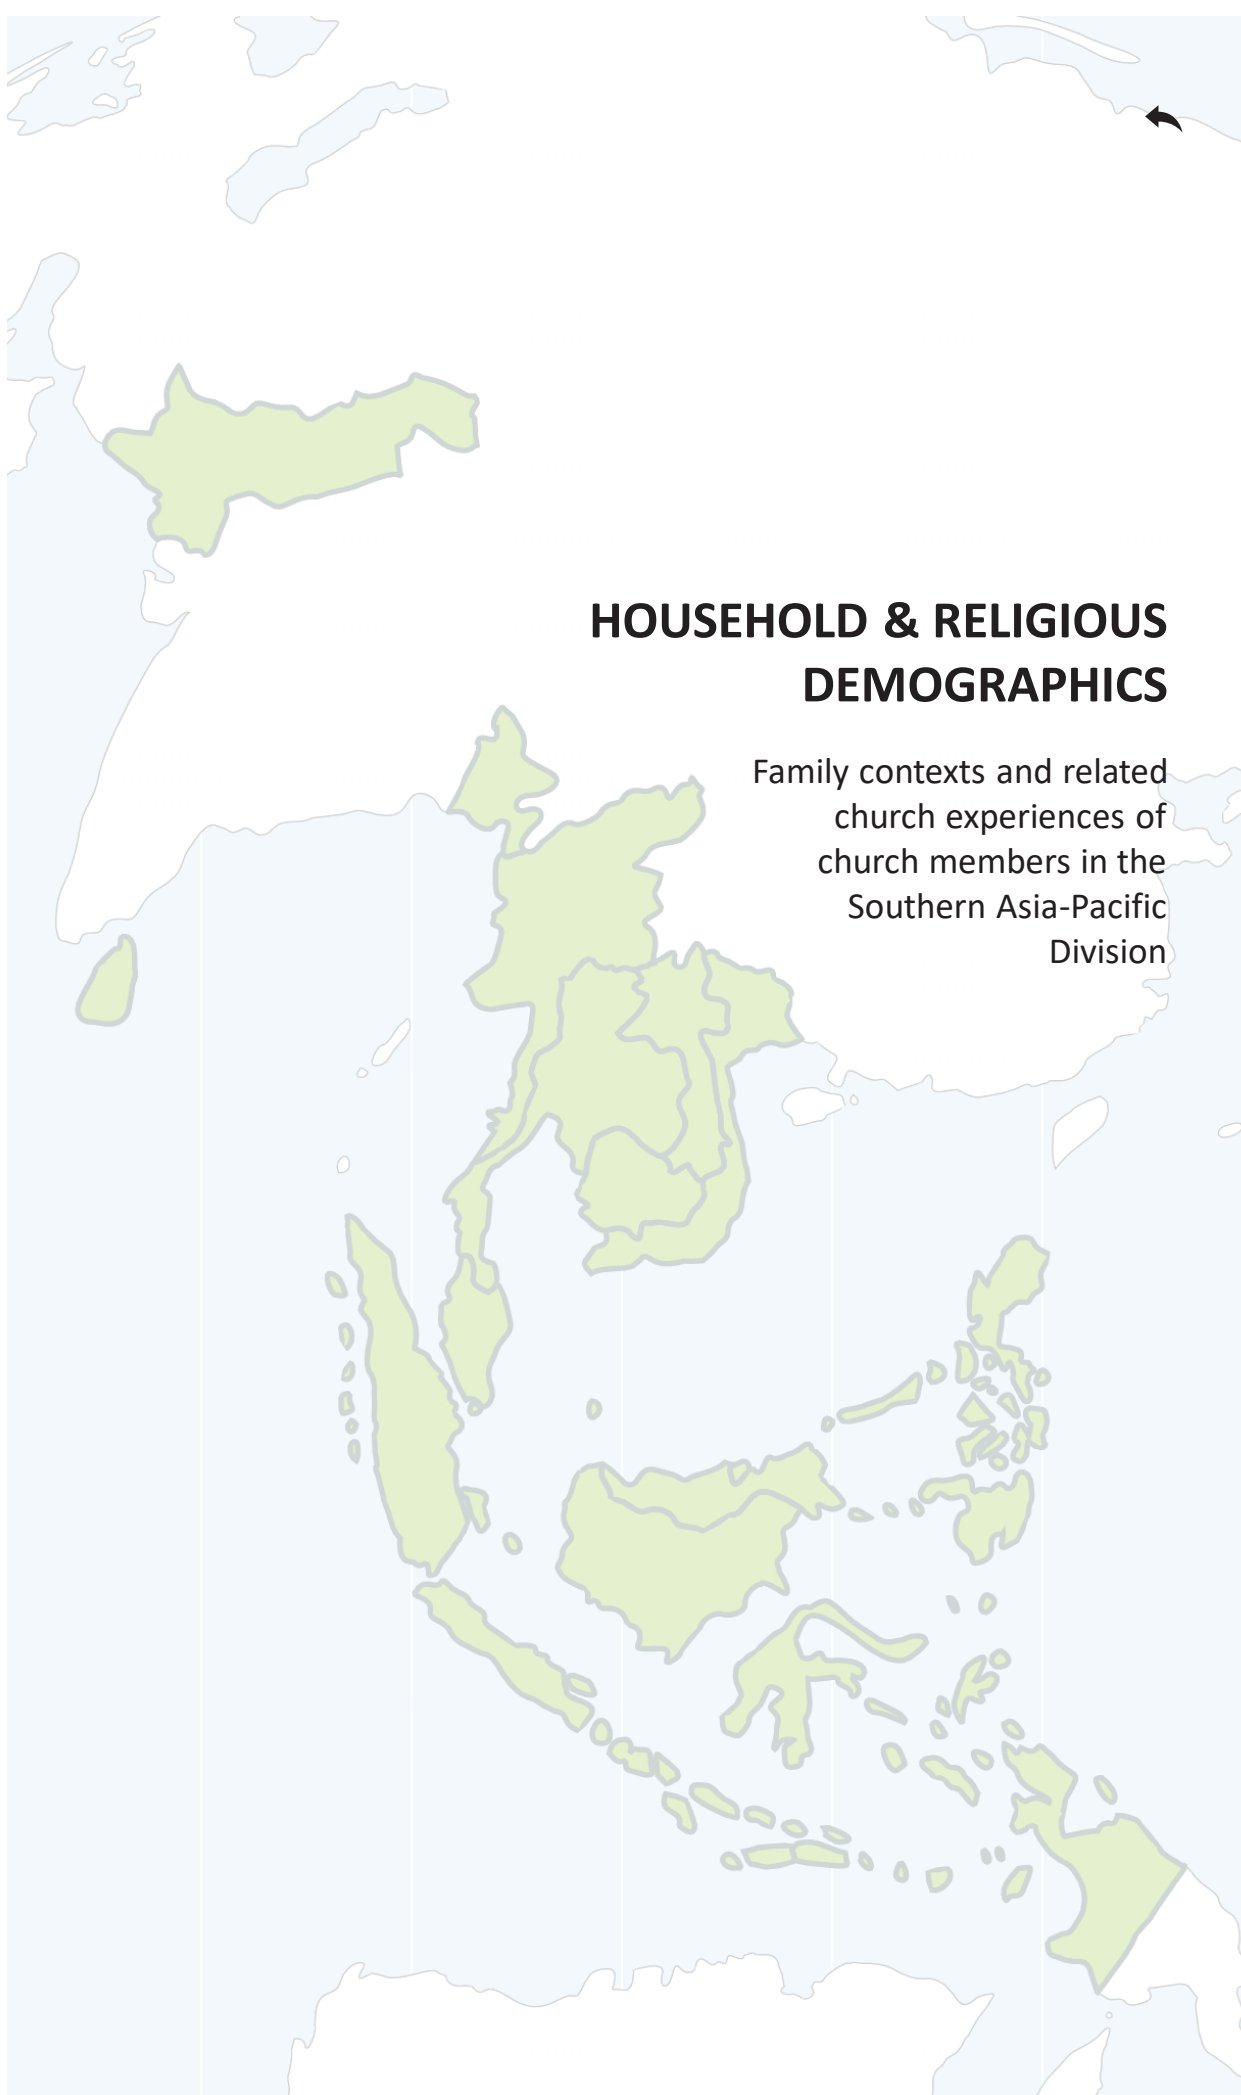 HOUSEHOLD & RELIGIOUS
DEMOGRAPHICS
Family contexts and related
church experiences of
church members in the
Southern Asia-Pacific
Division